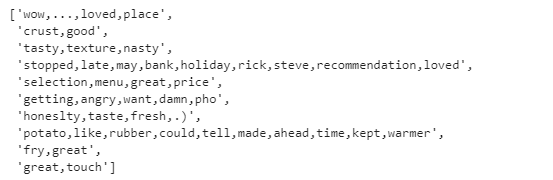 ['wow,...,loved,place',
'crust,good',
'tasty,texture,nasty',
'stopped,late,may,bank,holiday,rick,steve,recommendation,loved',
'selection,menu,great,price',
'getting,angry,want,damn,pho',
'honeslty,taste,fresh,.)',
'potato,like,rubber,could,tell,made,ahead,time,kept,warmer',
'fry,great',
'great,touch']